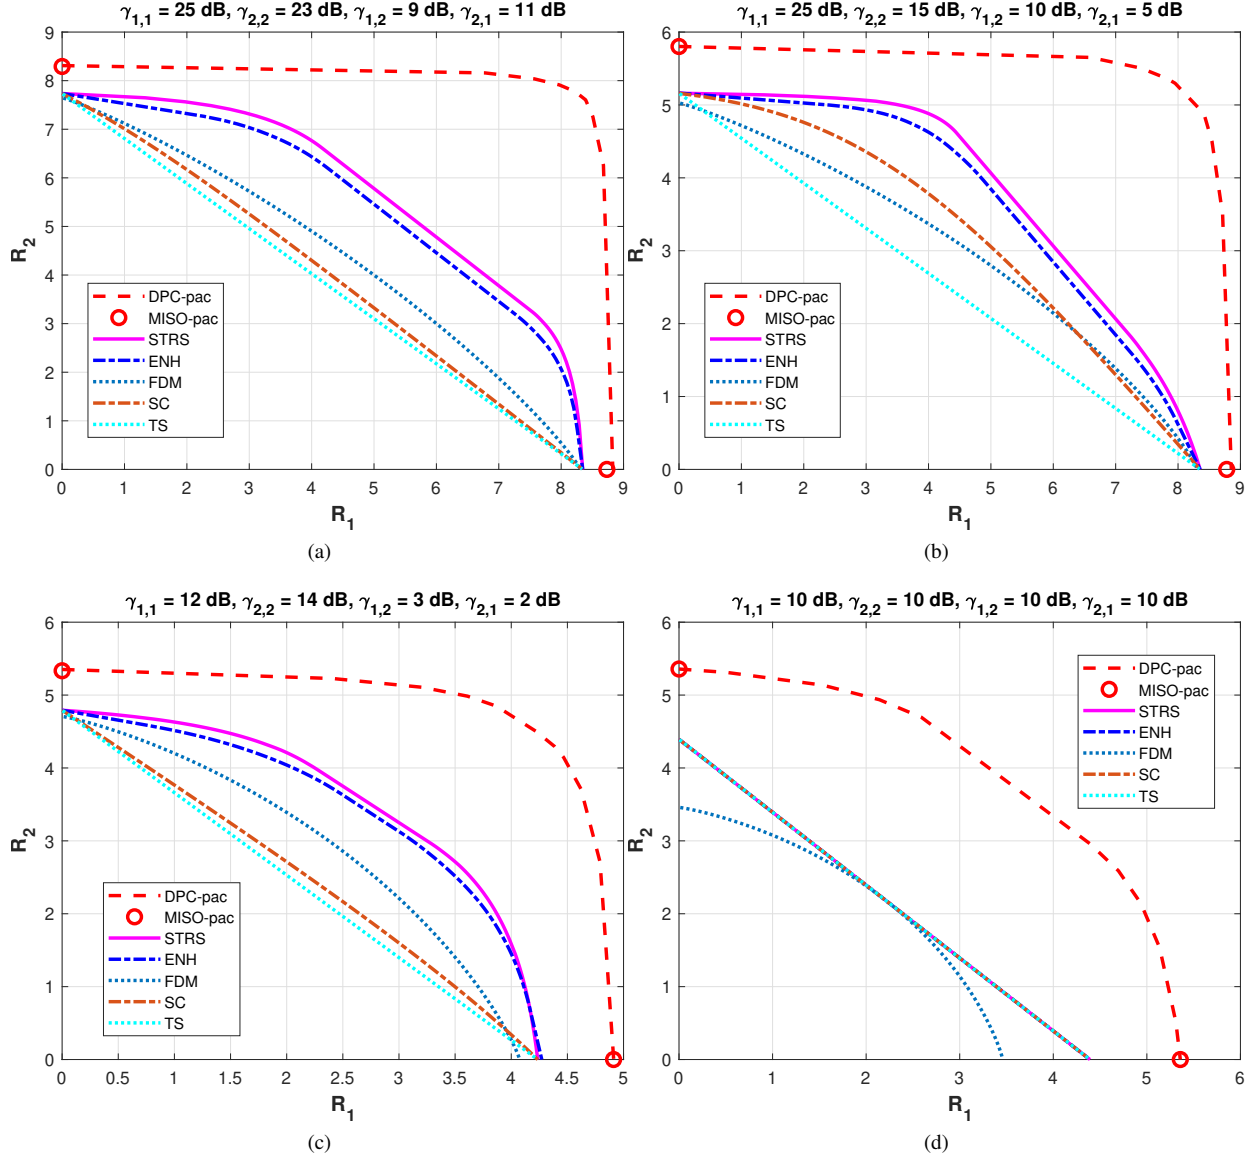 γ1,1 = 25 dB, γ2,2 = 23 dB, γ1,2 = 9 dB, γ2,1 = 11 dB
9
8
7
6
5
4
3
2
1
0
R2
DPC-pac
MISO-pac
STRS
ENH
FDM
SC
TS
0 1 2 3 4 5 6 7 8 9
R1
(a)
γ1,1 = 25 dB, γ2,2 = 15 dB, γ1,2 = 10 dB, γ2,1 = 5 dB
6
5
4
3
2
1
0
R2
DPC-pac
MISO-pac
STRS
ENH
FDM
SC
TS
0 1 2 3 4 5 6 7 8 9
R1
(b)
γ1,1 = 12 dB, γ2,2 = 14 dB, γ1,2 = 3 dB, γ2,1 = 2 dB
6
5
4
3
2
1
0
R2
DPC-pac
MISO-pac
STRS
ENH
FDM
SC
TS
0 0.5 1 1.5 2 2.5 3 3.5 4 4.5 5
R1
(c)
γ1,1 = 10 dB, γ2,2 = 10 dB, γ1,2 = 10 dB, γ2,1 = 10 dB
6
5
4
3
2
1
0
R2
DPC-pac
MISO-pac
STRS
ENH
FDM
SC
TS
0 1 2 3 4 5 6
R1
(d)